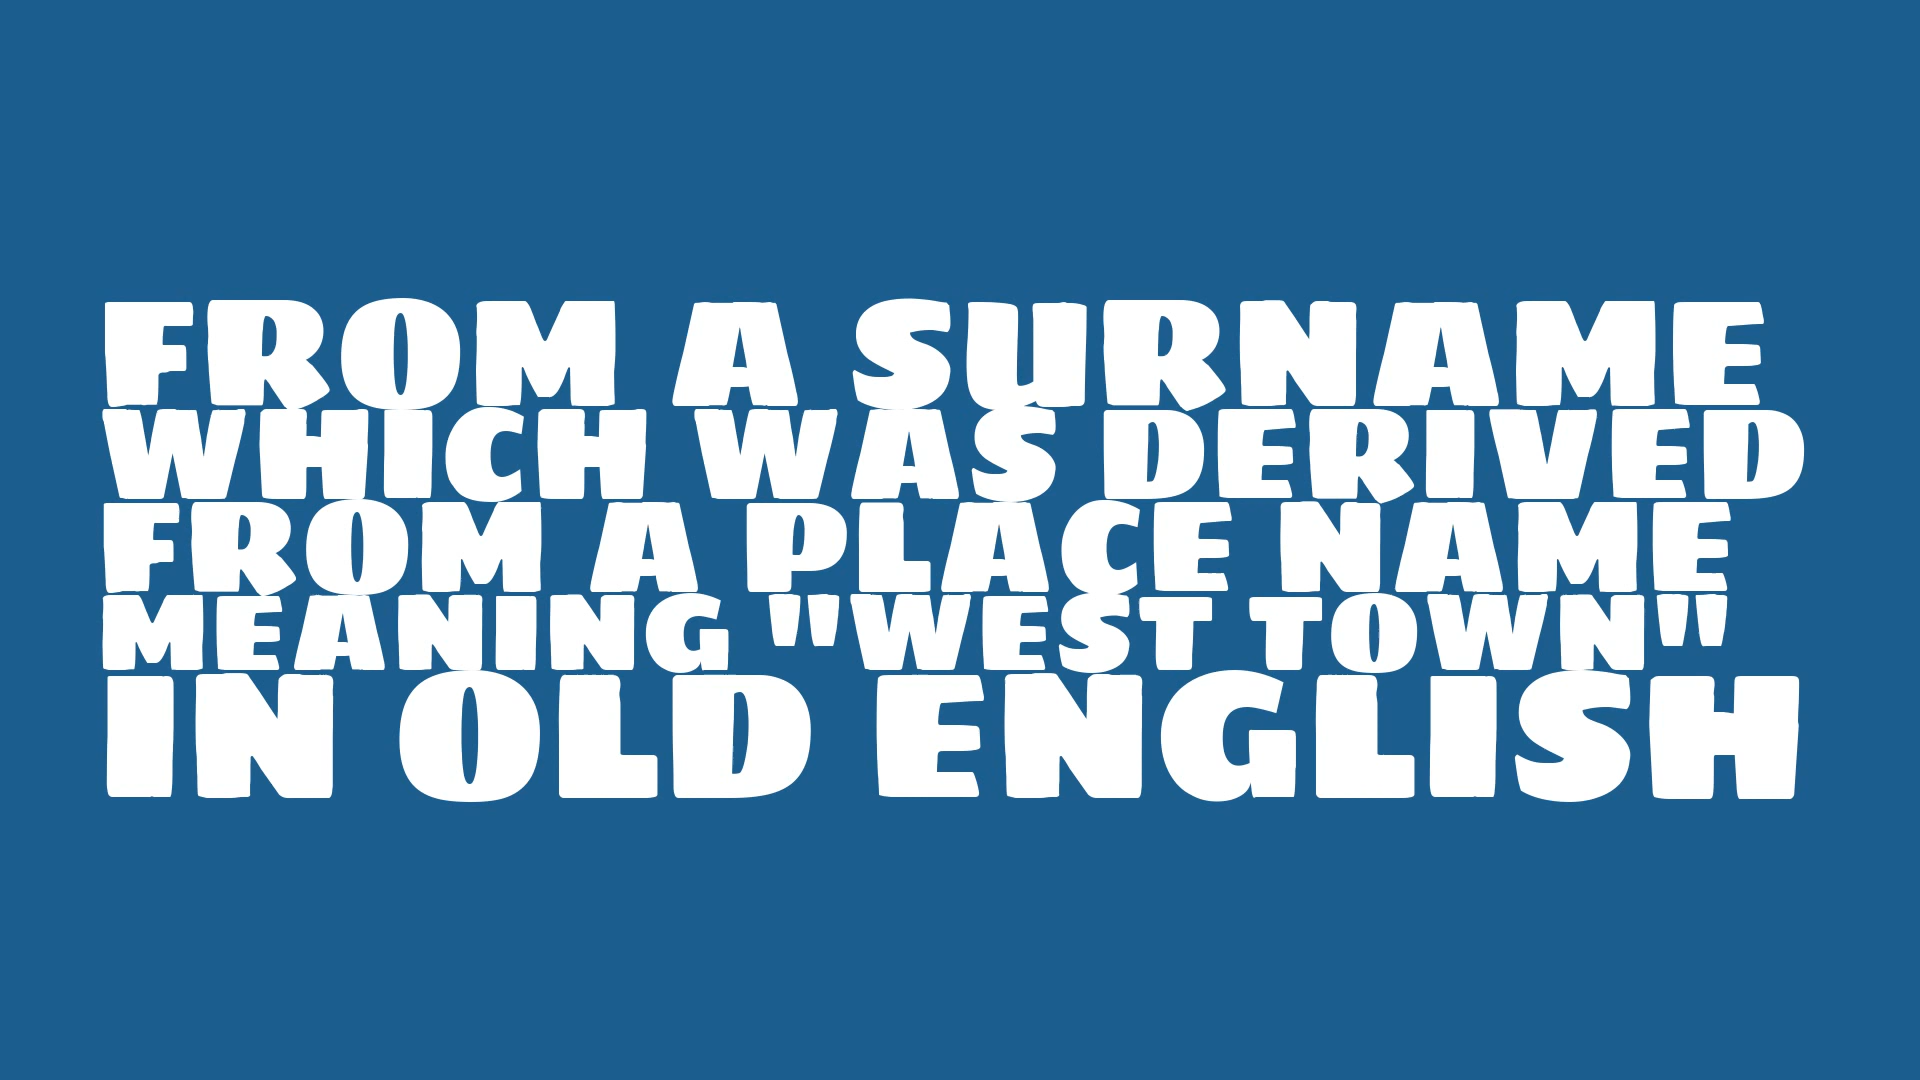 FROM A SURNAME
WHICH WAS DERIVED
FROM A PLACE NAME
MEANING "WEST TOWN"
IN OLD ENGLISH